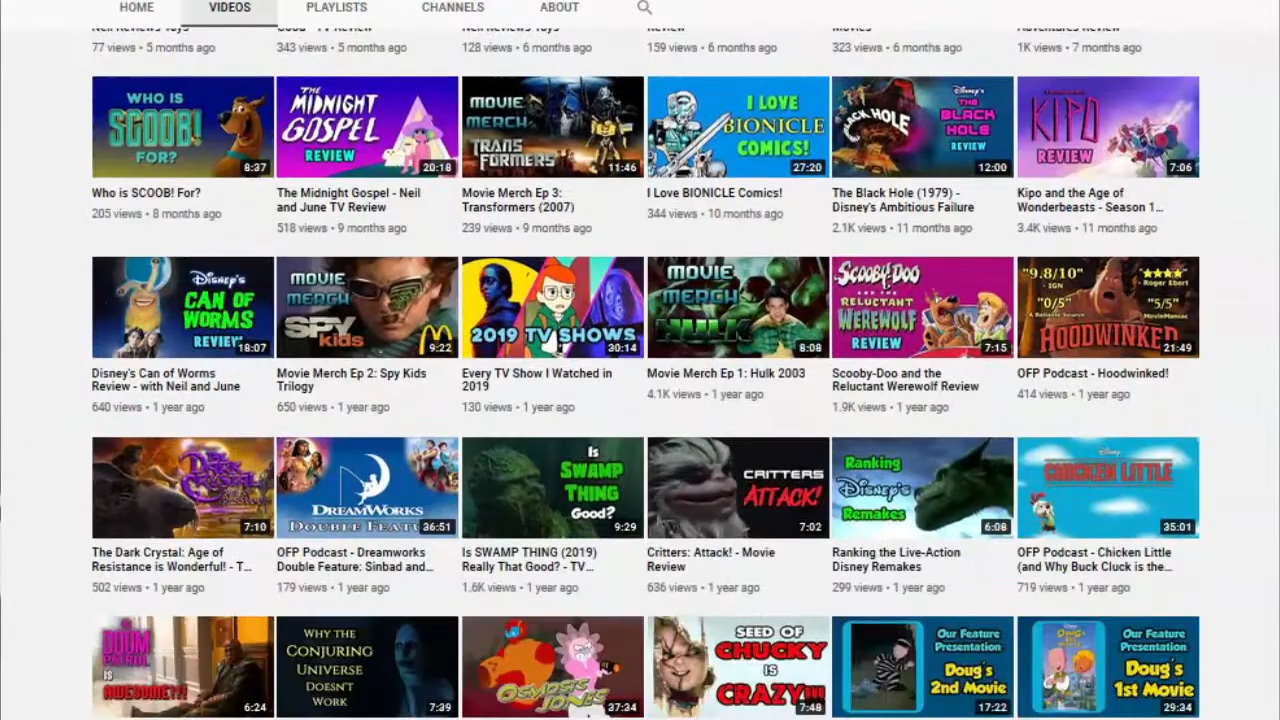 HOME VIDEOS PLAYLISTS CHANNELS ABOUT
77 views • 5 months ago
343 views • 5 months ago
128 views • 6 months ago
159 views • 6 months ago
323 views • 6 months ago
1K views • 7 months ago
WHO IS
SCOOB!
FOR?
8:37
THE
MIDNIGHT
GOSPEL
REVIEW
20:18
MOVIE
MERCH
TRANS
FORMERS
11:46
I LOVE
BIONICLE
COMICS!
27:20
BLACK HOLE
DISNEY'S
THE
BLACK
HOLE
REVIEW
12:00
KIPO
REVIEW
7:06
Who is SCOOB! For?
205 views • 8 months ago
The Midnight Gospel - Neil
and June TV Review
518 views • 9 months ago
Movie Merch Ep 3:
Transformers (2007)
239 views • 9 months ago
I Love BIONICLE Comics!
344 views • 10 months ago
The Black Hole (1979) -
Disney's Ambitious Failure
2.1K views • 11 months ago
Kipo and the Age of
Wonderbeasts - Season 1...
3.4K views • 11 months ago
DISNEY'S
CAN OF
WORMS
REVIEW
18:07
MOVIE
MERCH
SPY
kids
9:22
2019 TV SHOWS
30:14
MOVIE
MERCH
HULK
8:08
SCOOBY-DOO
AND THE
RELUCTANT
WEREWOLF
REVIEW
7:15
"9.8/10"
- IGN
"0/5"
A Reliable Source
- Roger Ebert
"5/5"
MovieManiac
HOODWINKED
21:49
Disney's Can of Worms
Review - with Neil and June
640 views • 1 year ago
Movie Merch Ep 2: Spy Kids
Trilogy
650 views • 1 year ago
Every TV Show I Watched in
2019
130 views • 1 year ago
Movie Merch Ep 1: Hulk 2003
4.1K views • 1 year ago
Scooby-Doo and the
Reluctant Werewolf Review
1.9K views • 1 year ago
OFP Podcast - Hoodwinked!
414 views • 1 year ago
THE
DARK
CRYSTAL
7:10
DREAMWORKS
DOUBLE FEATU
36:51
Is
SWAMP
THING
Good?
9:29
CRITTERS
ATTACK!
7:02
Ranking
DISNEY'S
Remakes
6:08
DISNEY
CHICKEN LITTLE
35:01
The Dark Crystal: Age of
Resistance is Wonderful! - T...
502 views • 1 year ago
OFP Podcast - Dreamworks
Double Feature: Sinbad and...
179 views • 1 year ago
Is SWAMP THING (2019)
Really That Good? - TV...
1.6K views • 1 year ago
Critters: Attack! - Movie
Review
636 views • 1 year ago
Ranking the Live-Action
Disney Remakes
299 views • 1 year ago
OFP Podcast - Chicken Little
(and Why Buck Cluck is the...
719 views • 1 year ago
DOOM
PATROL
IS
AWESOME!!!
6:24
WHY THE
CONJURING
UNIVERSE
DOESN'T
WORK
7:39
OSMOSIS
JONES
37:34
SEED OF
CHUCKY
IS
CRAZY!!!
7:48
Our Feature
Presentation
Doug's
2nd Movie
17:22
Our Feature
Presentation
Doug's
1st Movie
29:34